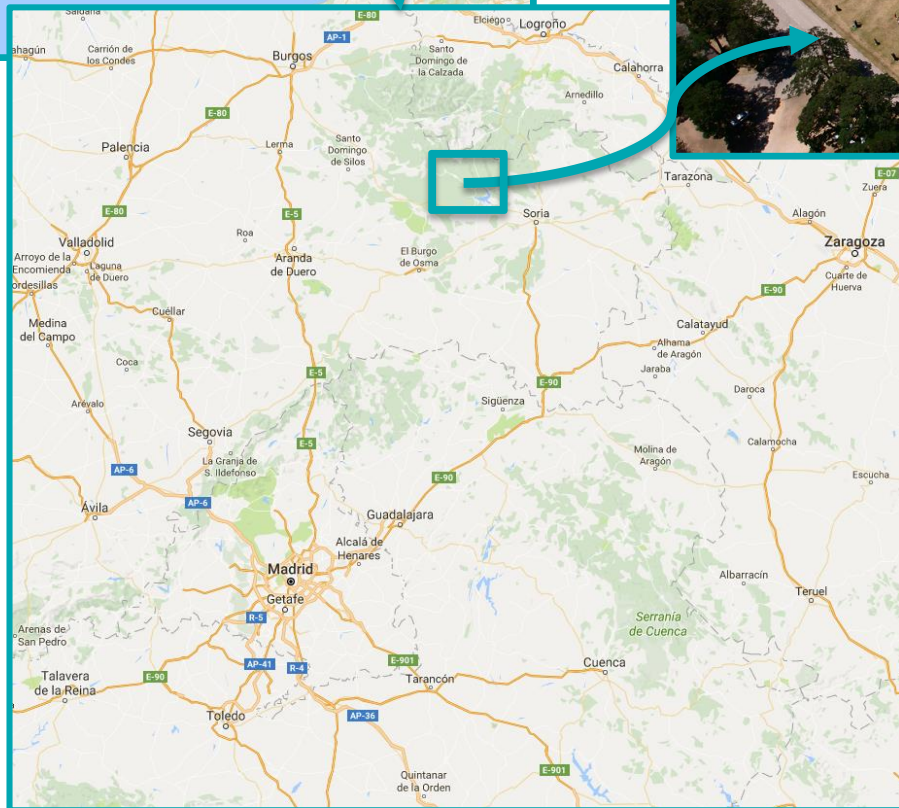 Saldaña
E-80
Elciego
Logroño
AP-1
ahagún
Carrión de
los Condes
Burgos
Santo
Domingo de
la Calzada
Calahorra
Arnedillo
E-80
Palencia
Lerma
Santo
Domingo
de Silos
E-07
Zuera
Tarazona
E-80
E-5
Soria
Alagón
Valladolid
Roa
Zaragoza
Arroyo de la
Encomienda
Laguna
de Duero
Aranda
de Duero
El Burgo
de Osma
Cuarte de
Huerva
ordesillas
E-90
Medina
del Campo
Cuéllar
Calatayud
Coca
Alhama
de Aragón
Jaraba
E-5
E-90
Daroca
Arévalo
Sigüenza
Segovia
E-5
Molina de
Aragón
Calamocha
La Granja de
S. Ildefonso
AP-6
E-90
Escucha
Ávila
AP-6
Guadalajara
Alcalá de
Henares
Madrid
Albarracín
Getafe
Teruel
R-5
Serranía
de Cuenca
Arenas de
San Pedro
AP-41
R-4
E-901
Cuenca
Talavera
de la Reina
E-90
Tarancón
Toledo
AP-36
E-901
Quintanar
de la Orden